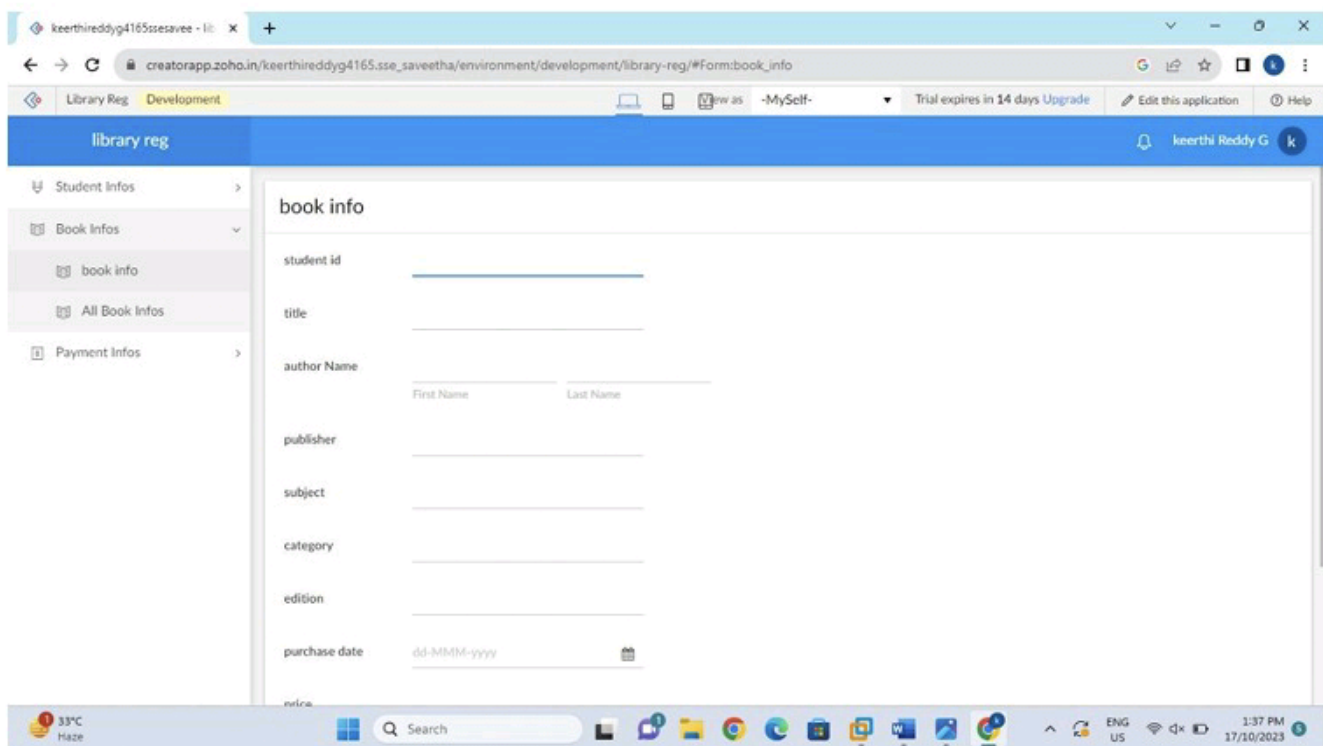 keerthireddyg4165ssesavee - lib
creatorapp.zoho.in/keerthireddyg4165.sse_saveetha/environment/development/library-reg/#Form:book_info
Library Reg Development View as -MySelf- Trial expires in 14 days Upgrade Edit this application Help
library reg keerthi Reddy G k
Student Infos
Book Infos
book info
All Book Infos
Payment Infos
book info
student id
title
author Name
First Name Last Name
publisher
subject
category
edition
purchase date dd-MMM-yyyy
price
1 33°C
Haze
Search
ENG
US
1:37 PM
17/10/2023